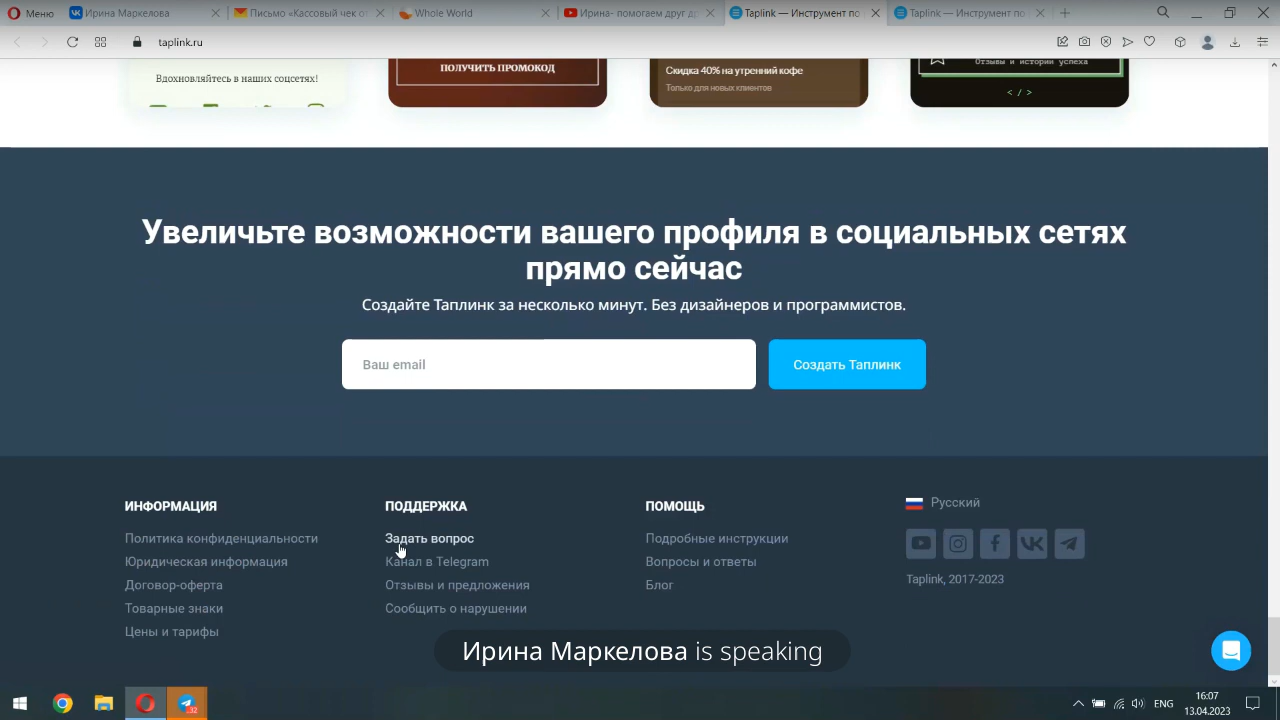 Меню
Ирина Маркелова
Письмо «Кассовый чек от
Whole World
Ирина- помогаем друг др
Taplink — Инструмент по
Taplink — Инструмент по
taplink.ru
Вдохновляйтесь в наших соцсетях!
ПОЛУЧИТЬ ПРОМОКОД
Скидка 40% на утренний кофе
Только для новых клиентов
Отзывы и истории успеха
< / >
Увеличьте возможности вашего профиля в социальных сетях
прямо сейчас
Создайте Таплинк за несколько минут. Без дизайнеров и программистов.
Ваш email
Создать Таплинк
ИНФОРМАЦИЯ
Политика конфиденциальности
Юридическая информация
Договор-оферта
Товарные знаки
Цены и тарифы
ПОДДЕРЖКА
Задать вопрос
Канал в Telegram
Отзывы и предложения
Сообщить о нарушении
ПОМОЩЬ
Подробные инструкции
Вопросы и ответы
Блог
Русский
Taplink, 2017-2023
Ирина Маркелова is speaking
32
ENG
16:07
13.04.2023